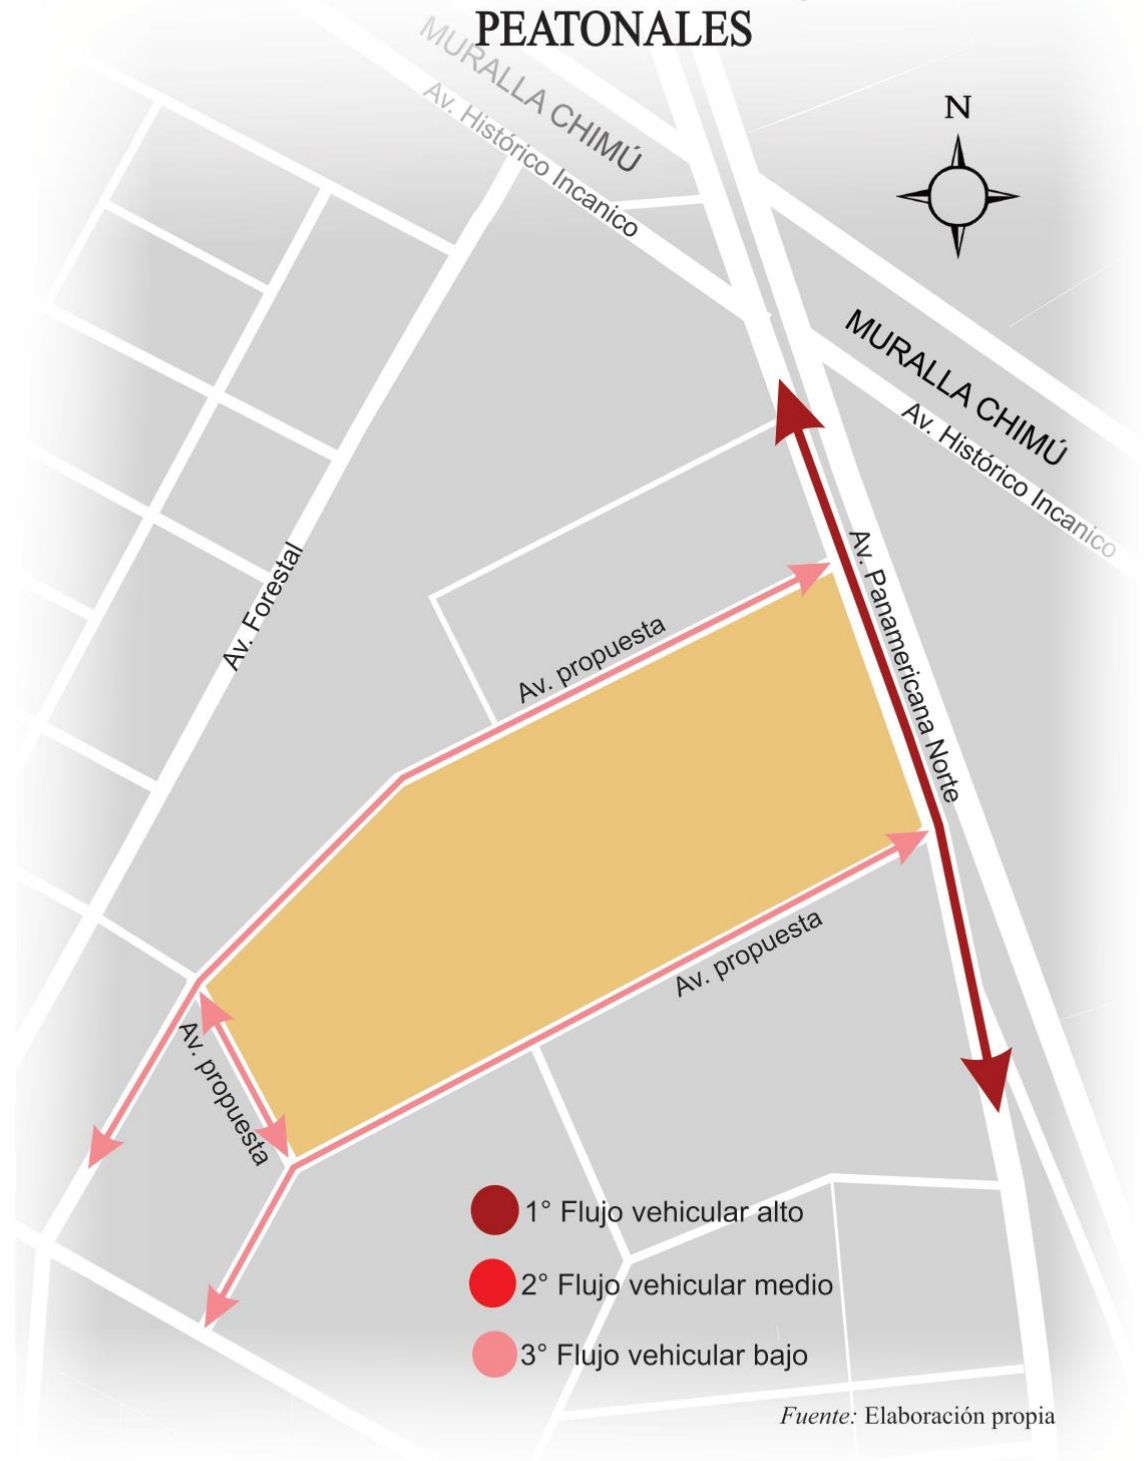 PEATONALES
MURALLA CHIMÚ
Av. Histórico Incanico
N
MURALLA CHIMÚ
Av. Histórico Incanico
Av. Forestal
Av. Panamericana Norte
Av. propuesta
Av. propuesta
Av. propuesta
1° Flujo vehicular alto
2° Flujo vehicular medio
3° Flujo vehicular bajo
Fuente: Elaboración propia